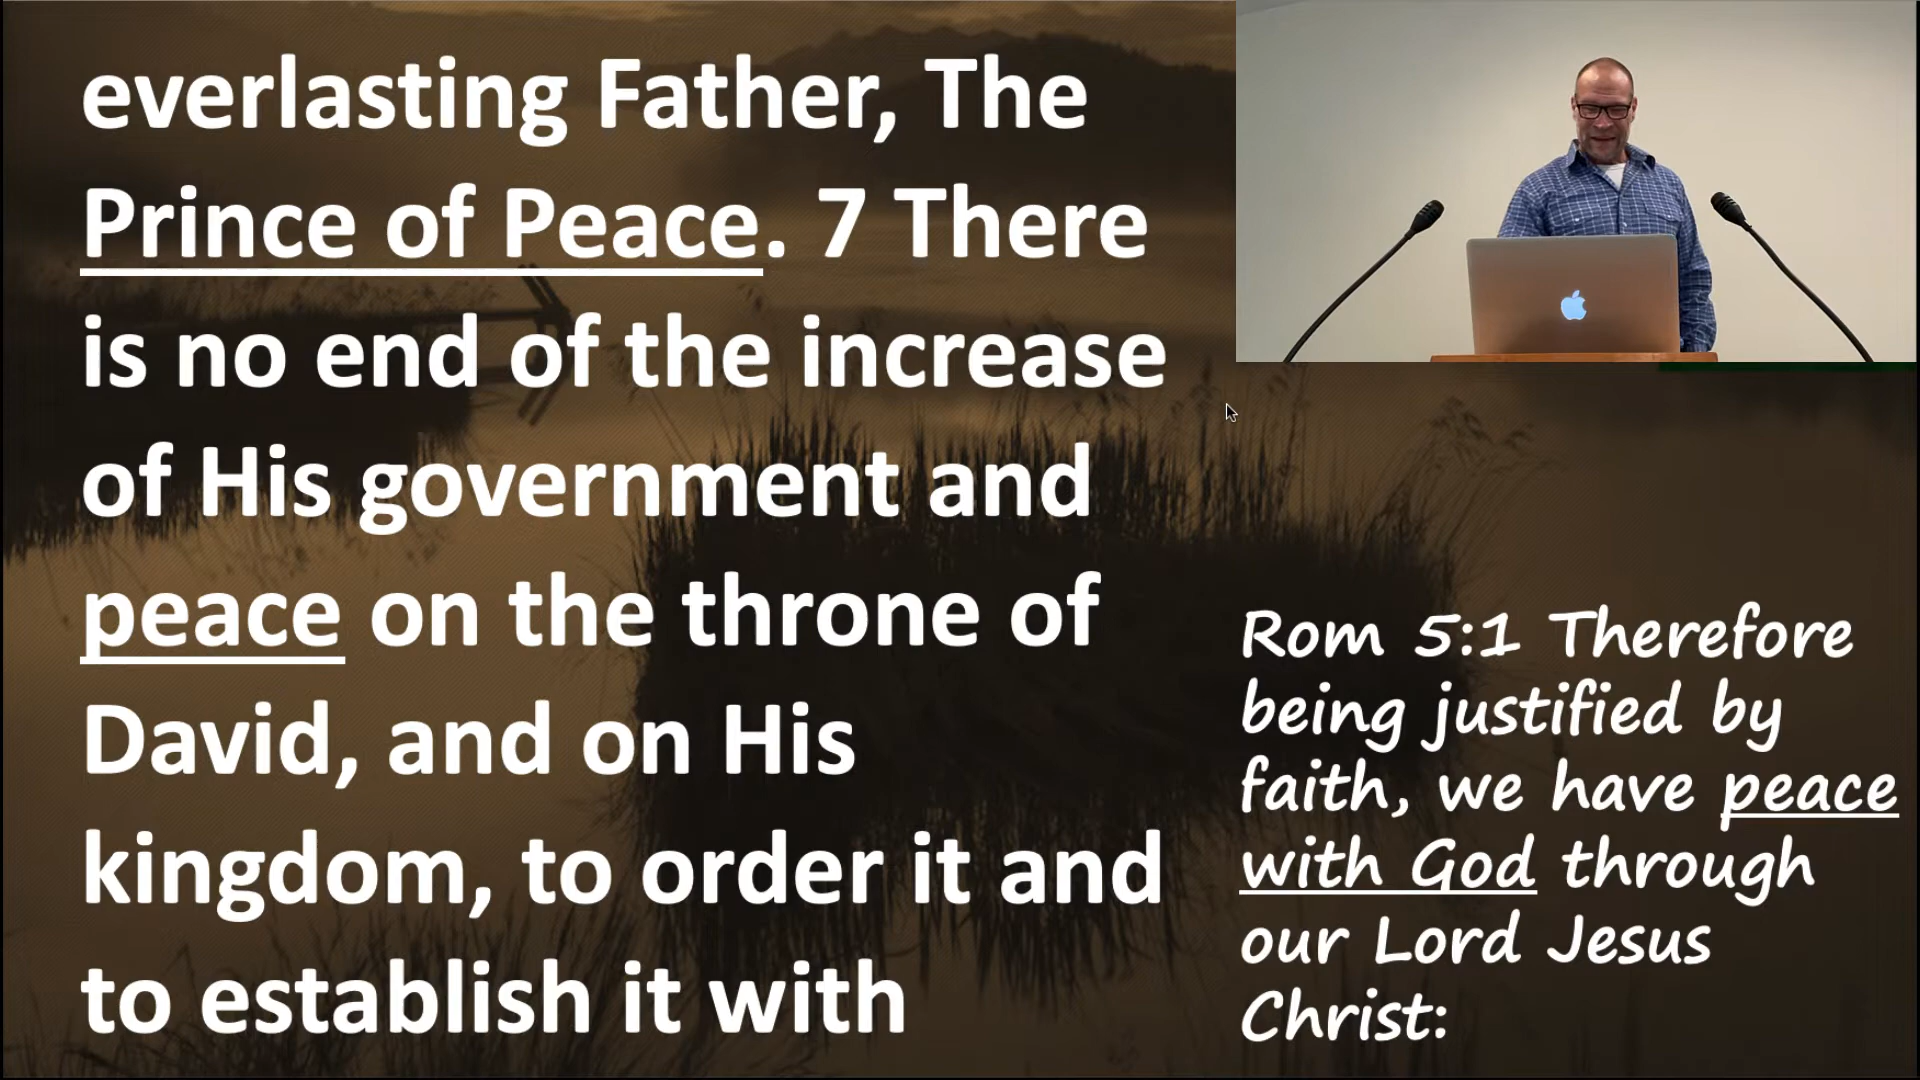 everlasting Father, The
Prince of Peace. 7 There
is no end of the increase
of His government and
peace on the throne of
David, and on His
kingdom, to order it and
to establish it with
Rom 5:1 Therefore
being justified by
faith, we have peace
with God through
our Lord Jesus
Christ: